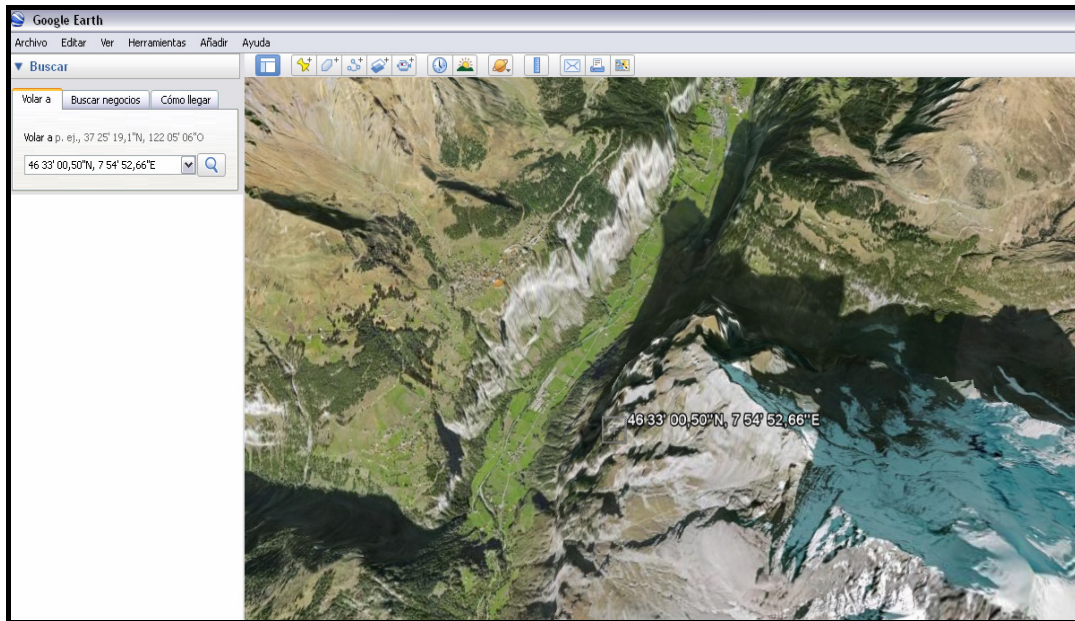 Google Earth
Archivo Editar Ver Herramientas Añadir Ayuda
Buscar
Volar a Buscar negocios Cómo llegar
Volar a p. ej., 37 25' 19,1"N, 122 05' 06"O
46 33' 00,50"N, 7 54' 52,66"E
46 33' 00,50"N, 7 54' 52,66"E